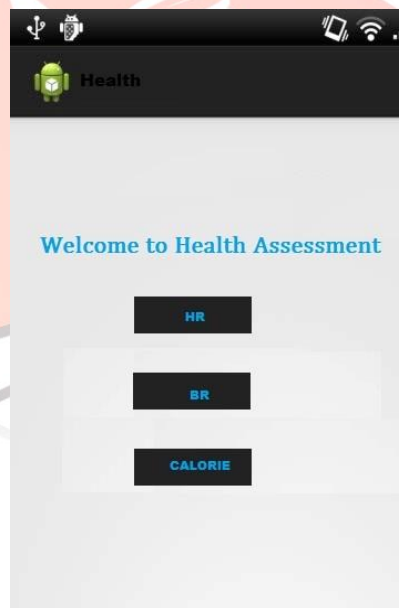 Health
Welcome to Health Assessment
HR
BR
CALORIE